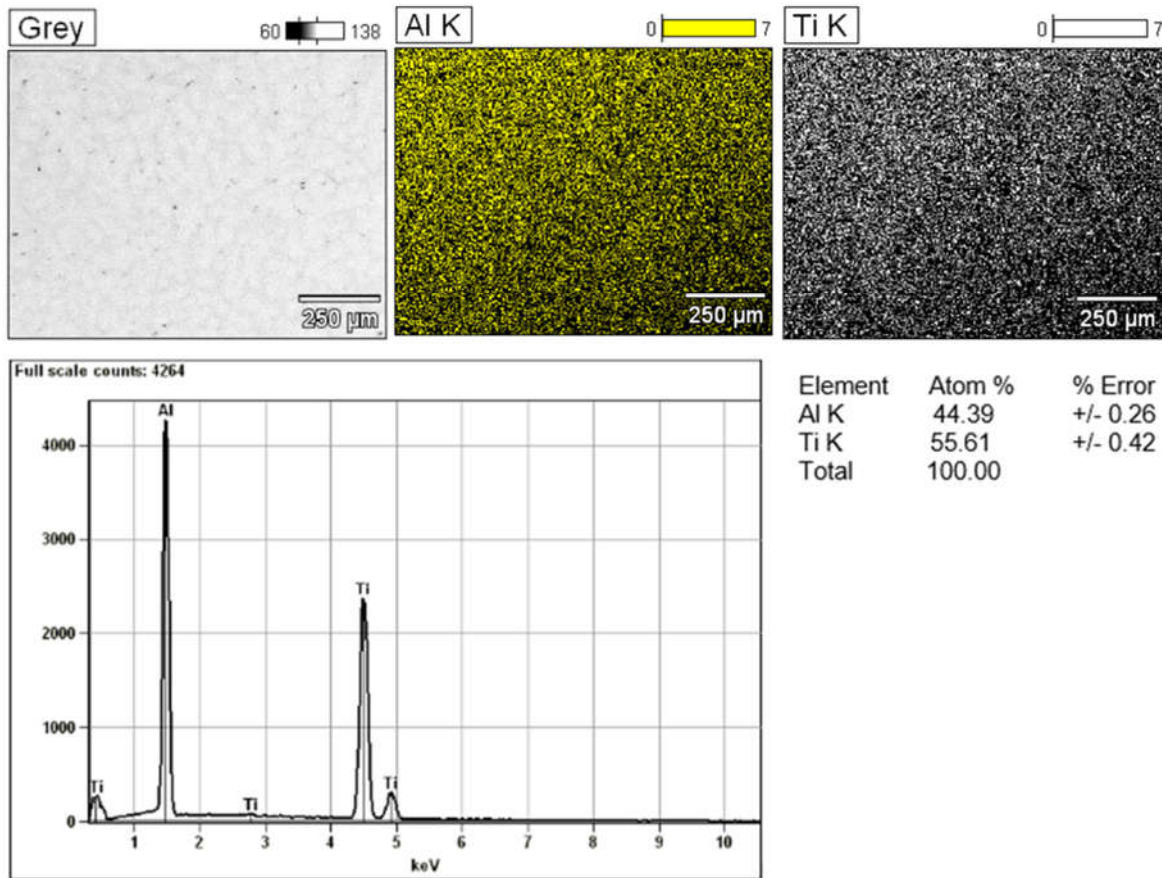 Grey
60 138
Al K
0 7
Ti K
0 7
250 µm
250 µm
250 µm
Full scale counts: 4264
Al
4000
3000
Ti
2000
1000
Ti
Ti
Ti
0
1 2 3 4 5 6 7 8 9 10
keV
Element Atom % % Error
Al K 44.39 +/- 0.26
Ti K 55.61 +/- 0.42
Total 100.00